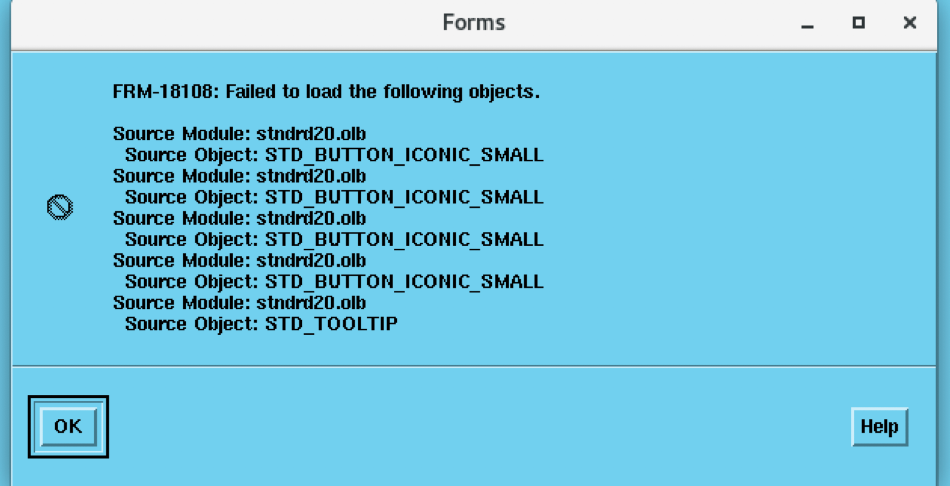 Forms
FRM-18108: Failed to load the following objects.
Source Module: stndrd20.olb
Source Object: STD_BUTTON_ICONIC_SMALL
Source Module: stndrd20.olb
Source Object: STD_BUTTON_ICONIC_SMALL
Source Module: stndrd20.olb
Source Object: STD_BUTTON_ICONIC_SMALL
Source Module: stndrd20.olb
Source Object: STD_BUTTON_ICONIC_SMALL
Source Module: stndrd20.olb
Source Object: STD_TOOLTIP
OK
Help